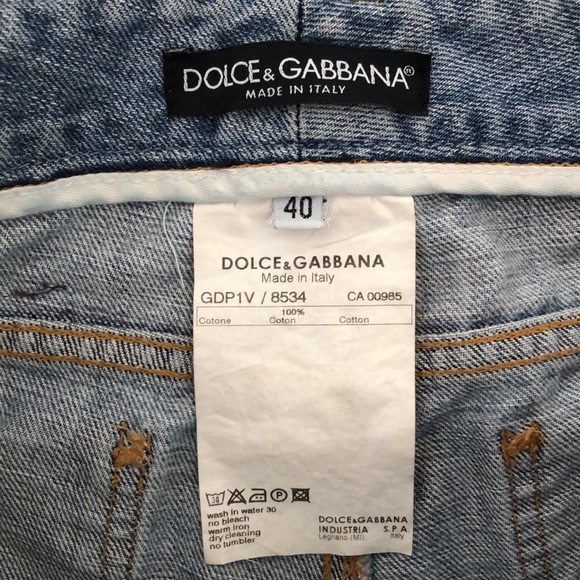 DOLCE & GABBANA®
MADE IN ITALY
40
DOLCE&GABBANA
Made in Italy
GDP1V / 8534 CA 00985
100%
Cotone Coton Cotton
30 P
wash in water 30
no bleach
warm iron
dry cleaning
no tumbler
DOLCE&GABBANA
INDUSTRIA S.P.A
Legnano (MI) Italy